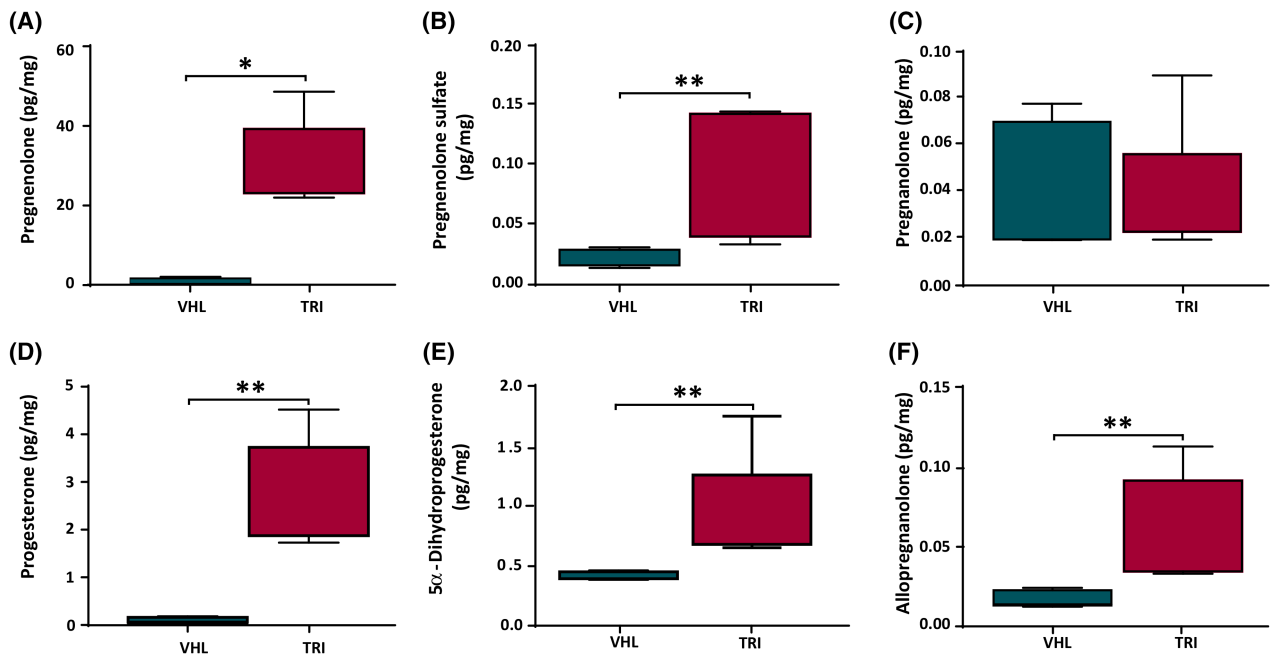 (A)
Pregnenolone (pg/mg)
60
40
20
0
*
VHL
TRI
(B)
Pregnenolone sulfate
(pg/mg)
0.20
0.15
0.10
0.05
0.00
**
VHL
TRI
(C)
Pregnanolone (pg/mg)
0.10
0.08
0.06
0.04
0.02
0.00
VHL
TRI
(D)
Progesterone (pg/mg)
5
4
3
2
1
0
**
VHL
TRI
(E)
5α-Dihydroprogesterone
(pg/mg)
2.0
1.5
1.0
0.5
0.0
**
VHL
TRI
(F)
Allopregnanolone (pg/mg)
0.15
0.10
0.05
0.00
**
VHL
TRI